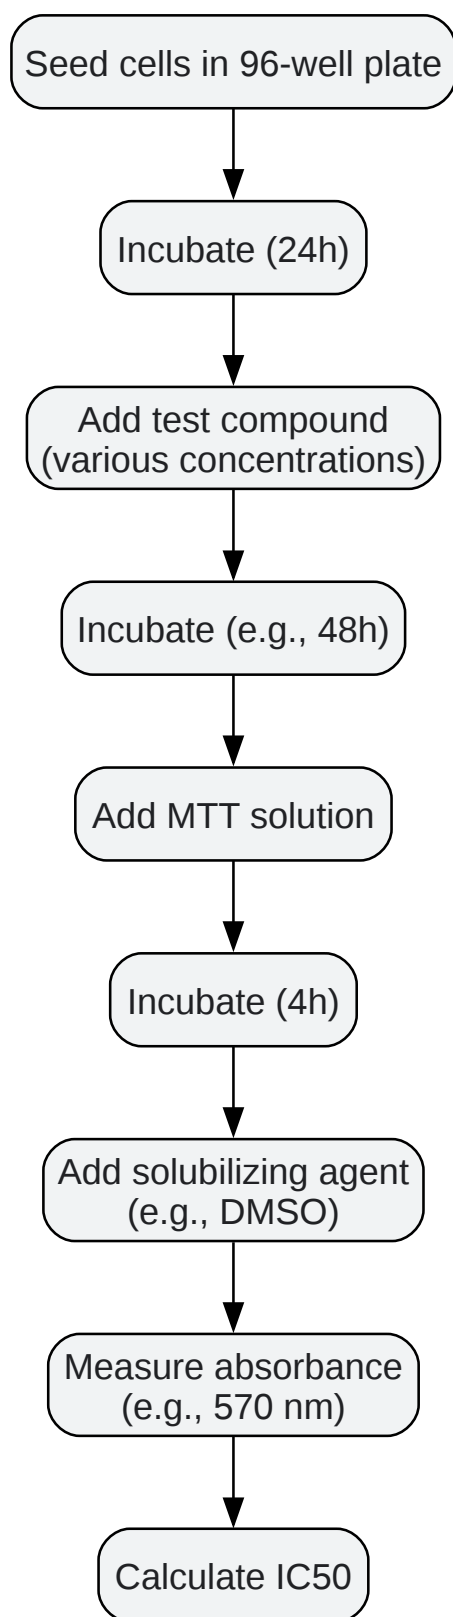 Seed cells in 96-well plate
Incubate (24h)
Add test compound
(various concentrations)
Incubate (e.g., 48h)
Add MTT solution
Incubate (4h)
Add solubilizing agent
(e.g., DMSO)
Measure absorbance
(e.g., 570 nm)
Calculate IC50